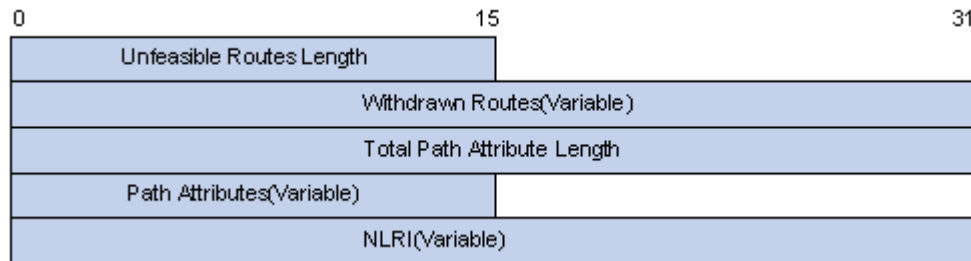 0 15 31
Unfeasible Routes Length
Withdrawn Routes(Variable)
Total Path Attribute Length
Path Attributes(Variable)
NLRI(Variable)